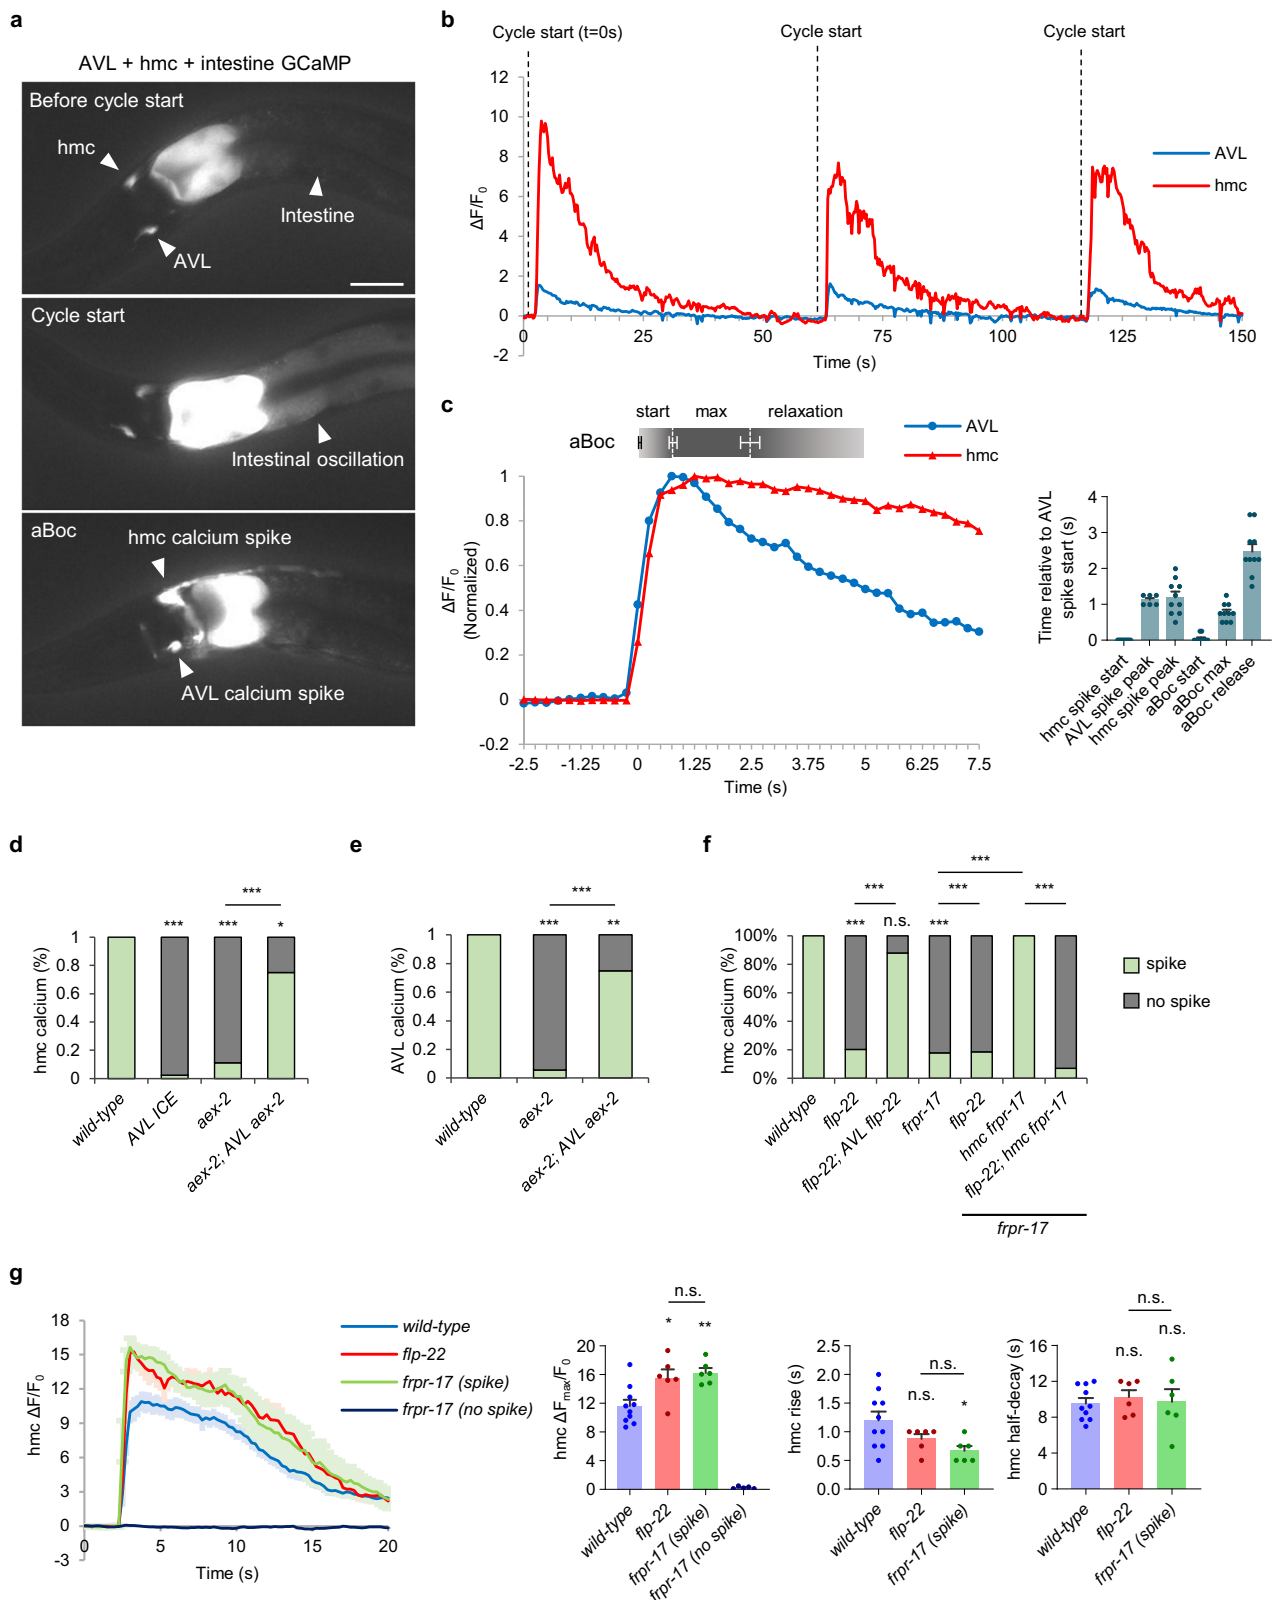 a
AVL + hmc + intestine GCaMP
Before cycle start
hmc
Intestine
AVL
Cycle start
Intestinal oscillation
aBoc
hmc calcium spike
AVL calcium spike
b
Cycle start (t=0s)
Cycle start
Cycle start
12
10
8
6
4
2
0
-2
ΔF/F0
0
25
50
75
100
125
150
Time (s)
AVL
hmc
c
start
max
relaxation
aBoc
AVL
hmc
1
0.8
0.6
0.4
0.2
0
-0.2
ΔF/F0
(Normalized)
-2.5
-1.25
0
1.25
2.5
3.75
5
6.25
7.5
Time (s)
Time relative to AVL
spike start (s)
4
3
2
1
0
hmc spike start
AVL spike peak
hmc spike peak
aBoc start
aBoc max
aBoc release
d
***
***
***
*
1
0.8
0.6
0.4
0.2
0
hmc calcium (%)
wild-type
AVL ICE
aex-2
aex-2; AVL aex-2
e
***
***
**
1
0.8
0.6
0.4
0.2
0
AVL calcium (%)
wild-type
aex-2
aex-2; AVL aex-2
f
***
***
***
***
***
n.s.
***
100%
80%
60%
40%
20%
0%
hmc calcium (%)
wild-type
flp-22
flp-22; AVL flp-22
frpr-17
flp-22
hmc frpr-17
flp-22; hmc frpr-17
frpr-17
spike
no spike
g
18
15
12
9
6
3
0
-3
hmc ΔF/F0
0
5
10
15
20
Time (s)
wild-type
flp-22
frpr-17 (spike)
frpr-17 (no spike)
n.s.
*
**
20
16
12
8
4
0
hmc ΔFmax/F0
wild-type
flp-22
frpr-17 (spike)
frpr-17 (no spike)
n.s.
n.s.
*
2.5
2.0
1.5
1.0
0.5
0.0
hmc rise (s)
wild-type
flp-22
frpr-17 (spike)
n.s.
n.s.
n.s.
16
12
8
4
0
hmc half-decay (s)
wild-type
flp-22
frpr-17 (spike)